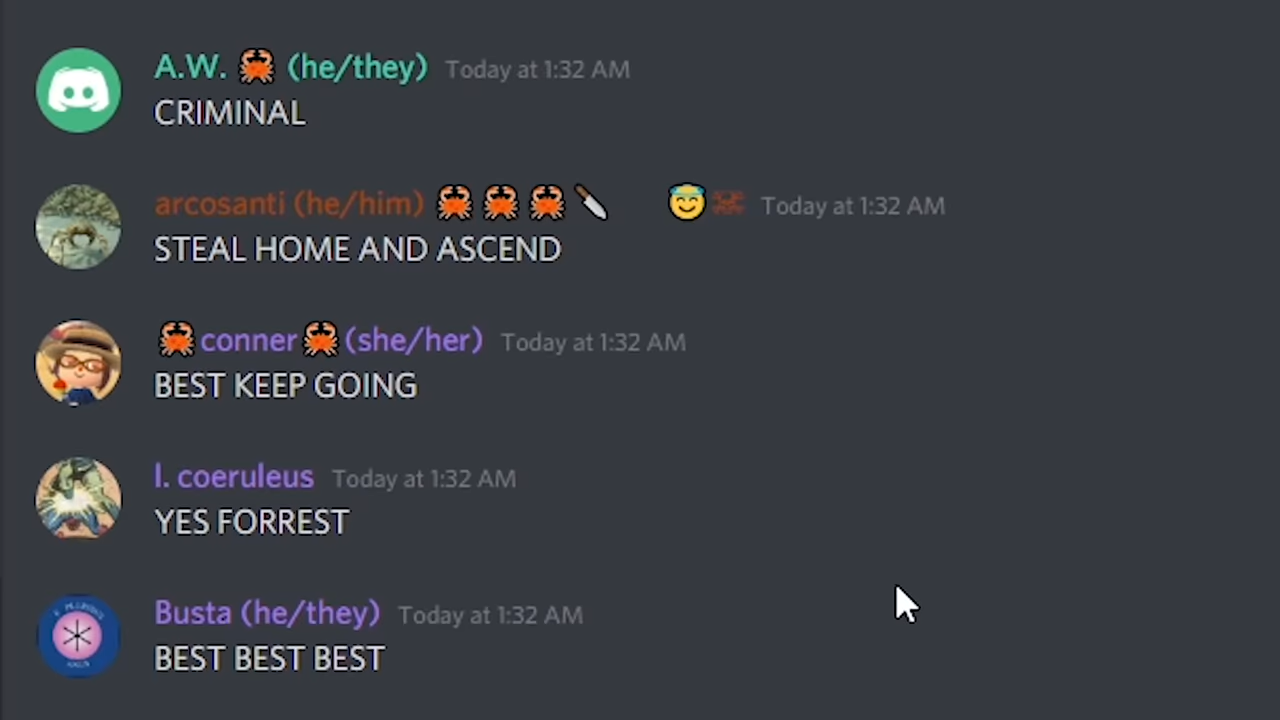 A.W. 🦀 (he/they) Today at 1:32 AM
CRIMINAL
arcosanti (he/him) 🦀🦀🦀🔪 😇 Today at 1:32 AM
STEAL HOME AND ASCEND
🦀conner🦀(she/her) Today at 1:32 AM
BEST KEEP GOING
l. coeruleus Today at 1:32 AM
YES FORREST
Busta (he/they) Today at 1:32 AM
BEST BEST BEST